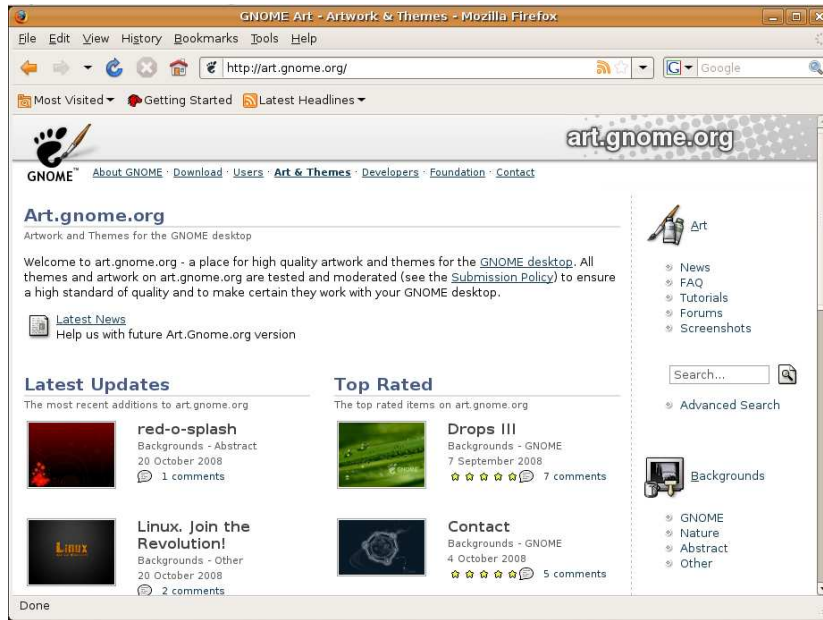 GNOME Art - Artwork & Themes - Mozilla Firefox
File Edit View History Bookmarks Tools Help
http://art.gnome.org/
G Google
Most Visited Getting Started Latest Headlines
art.gnome.org
GNOME™ About GNOME · Download · Users · Art & Themes · Developers · Foundation · Contact
Art.gnome.org
Artwork and Themes for the GNOME desktop
Welcome to art.gnome.org - a place for high quality artwork and themes for the GNOME desktop. All
themes and artwork on art.gnome.org are tested and moderated (see the Submission Policy) to ensure
a high standard of quality and to make certain they work with your GNOME desktop.
Latest News
Help us with future Art.Gnome.org version
Latest Updates
The most recent additions to art.gnome.org
red-o-splash
Backgrounds - Abstract
20 October 2008
1 comments
Linux
Linux. Join the
Revolution!
Backgrounds - Other
20 October 2008
2 comments
Top Rated
The top rated items on art.gnome.org
GNOME
Drops III
Backgrounds - GNOME
7 September 2008
7 comments
Contact
Backgrounds - GNOME
4 October 2008
5 comments
Art
News
FAQ
Tutorials
Forums
Screenshots
Search...
Advanced Search
Backgrounds
GNOME
Nature
Abstract
Other
Done